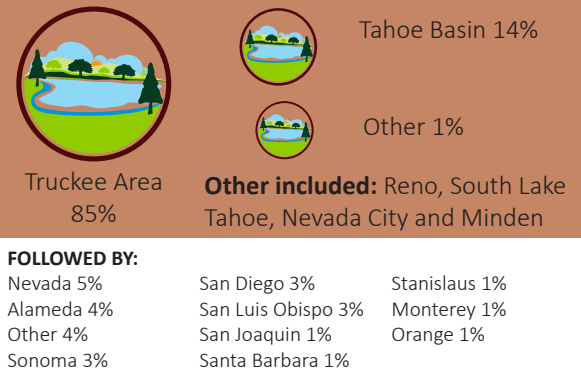 Truckee Area
85%
Tahoe Basin 14%
Other 1%
Other included: Reno, South Lake
Tahoe, Nevada City and Minden
FOLLOWED BY:
Nevada 5%
Alameda 4%
Other 4%
Sonoma 3%
San Diego 3%
San Luis Obispo 3%
San Joaquin 1%
Santa Barbara 1%
Stanislaus 1%
Monterey 1%
Orange 1%